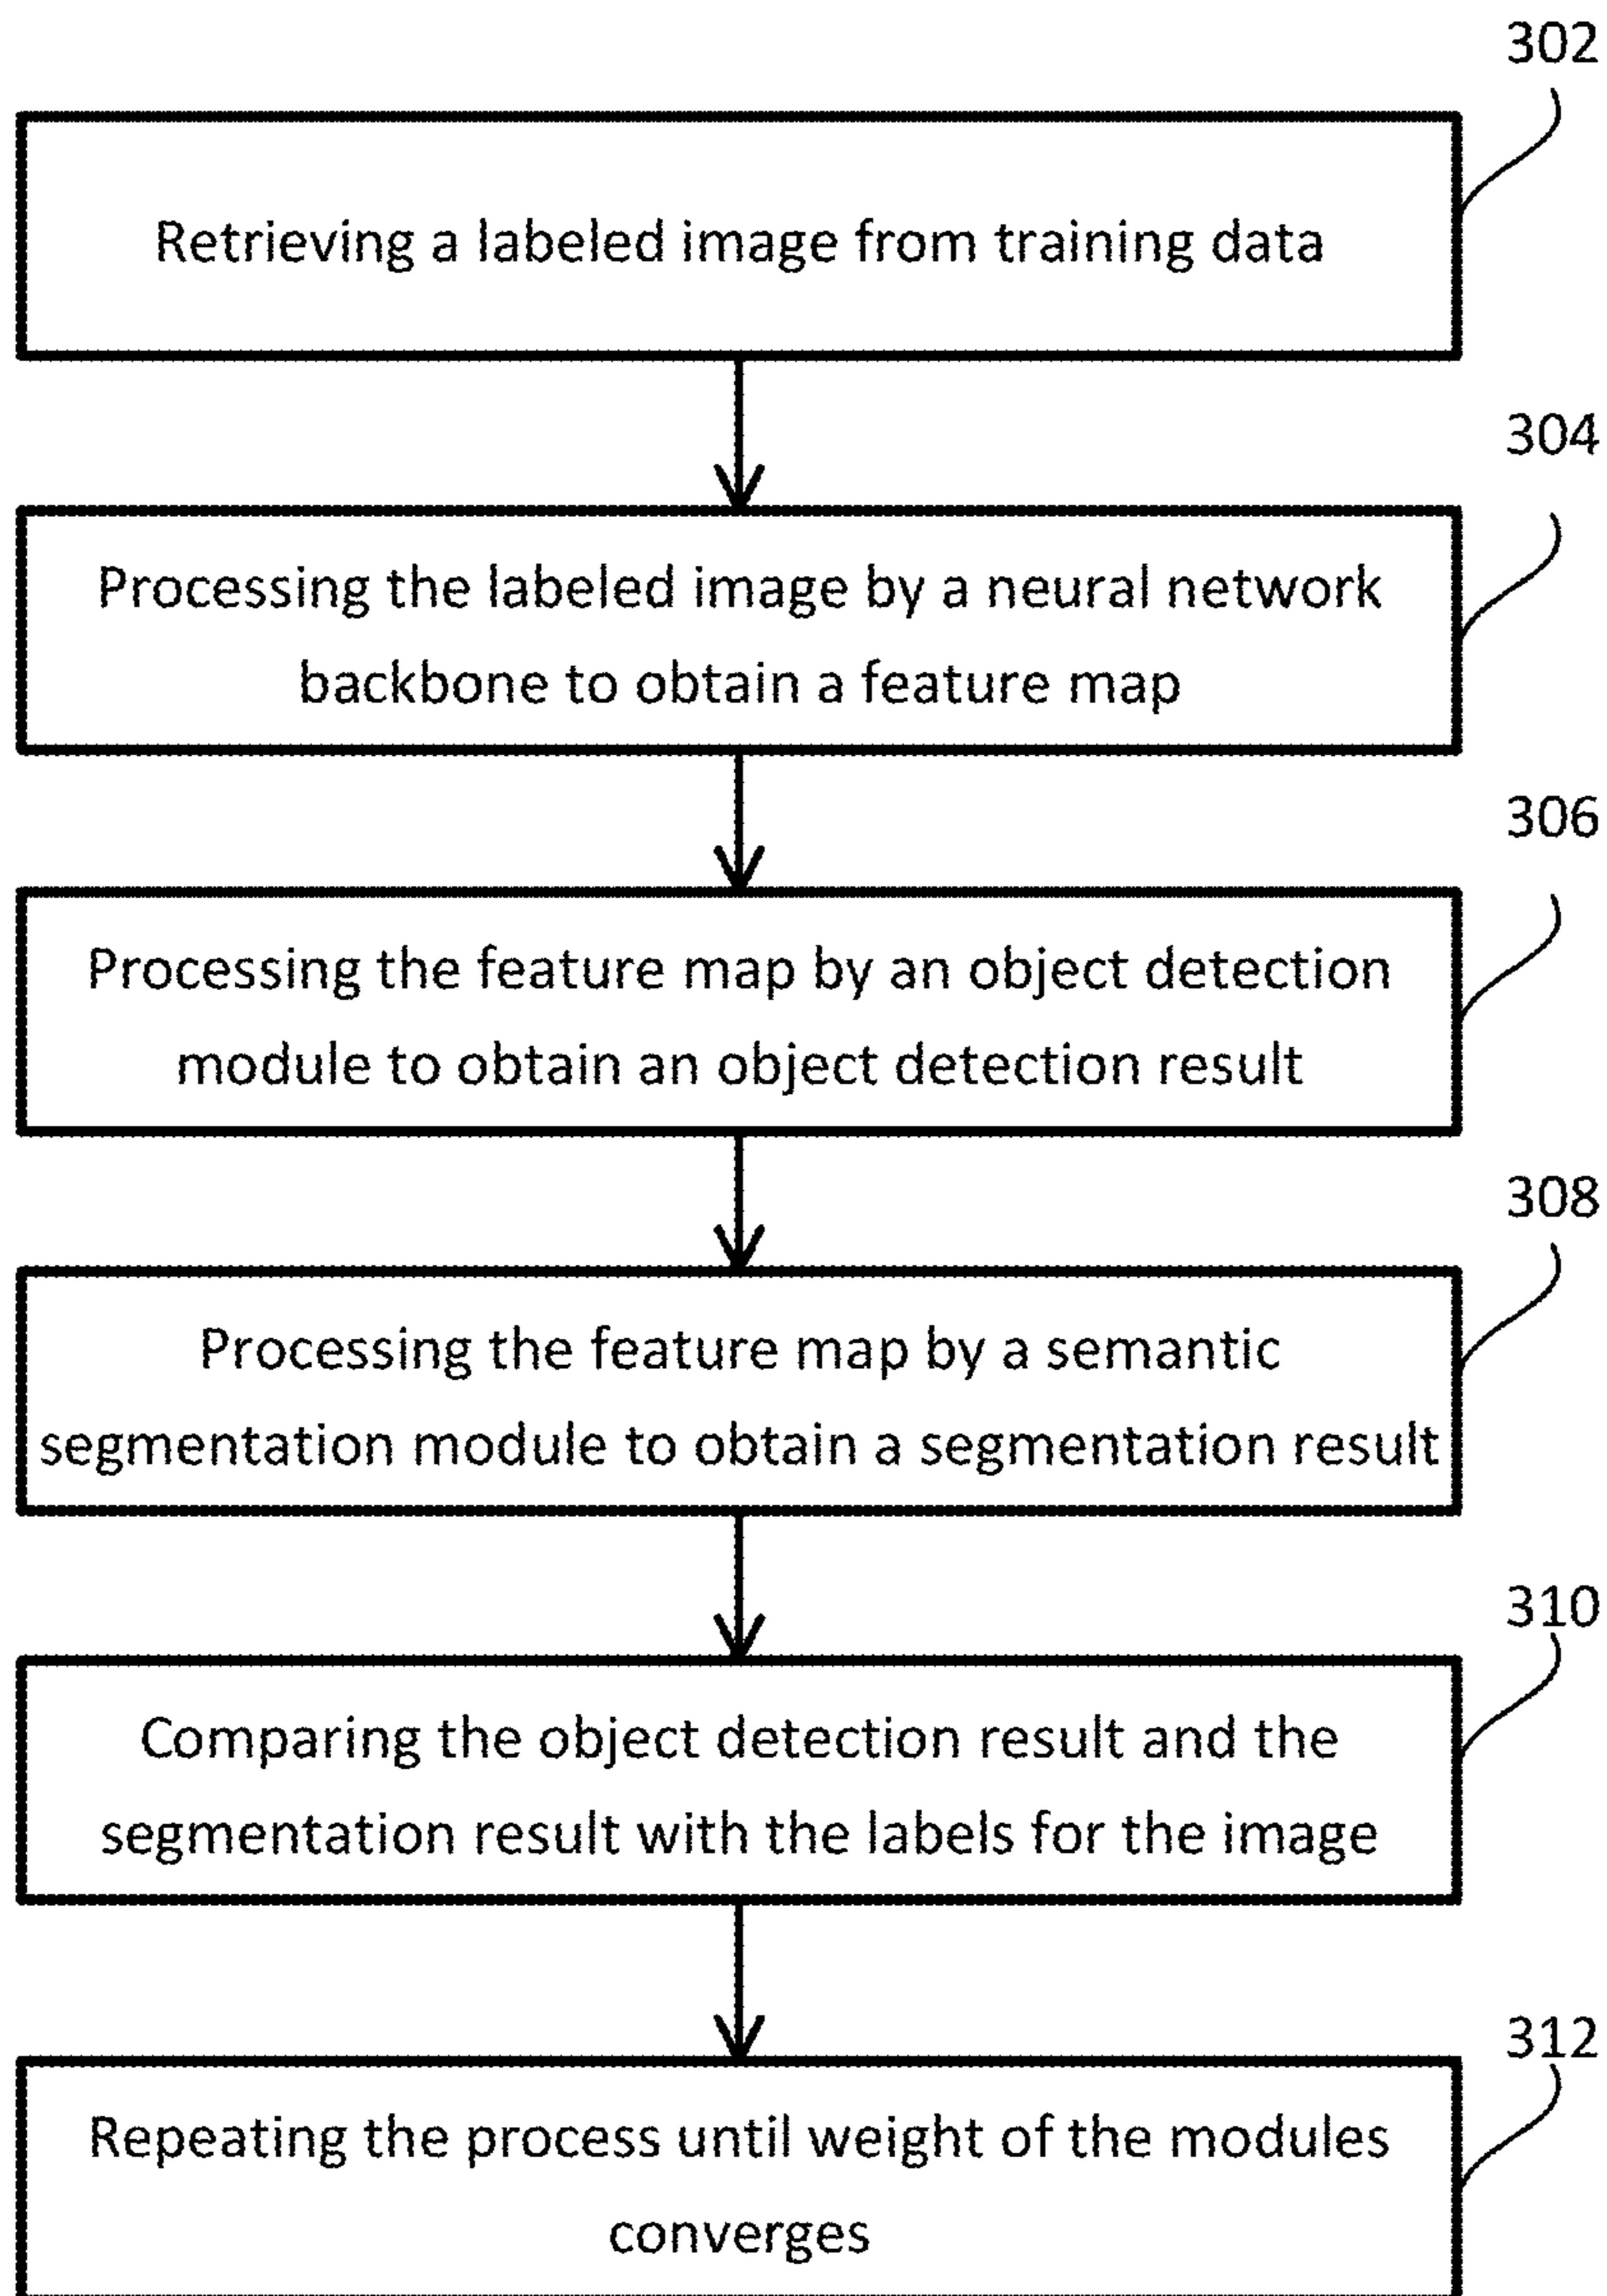 302
Retrieving a labeled image from training data
304
Processing the labeled image by a neural network
backbone to obtain a feature map
306
Processing the feature map by an object detection
module to obtain an object detection result
308
Processing the feature map by a semantic
segmentation module to obtain a segmentation result
310
Comparing the object detection result and the
segmentation result with the labels for the image
312
Repeating the process until weight of the modules
converges